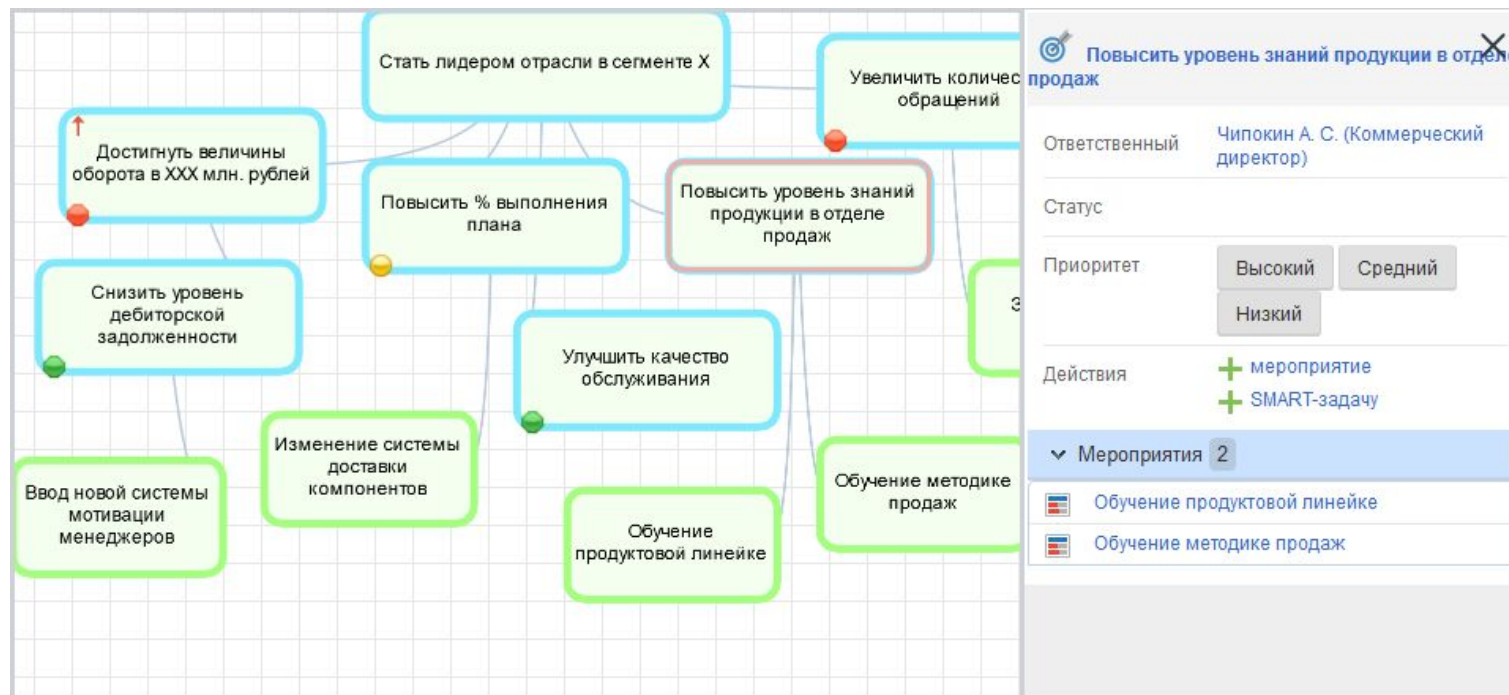 Стать лидером отрасли в сегменте X
Увеличить количес
обращений
Достигнуть величины
оборота в XXX млн. рублей
Повысить % выполнения
плана
Повысить уровень знаний
продукции в отделе
продаж
Снизить уровень
дебиторской
задолженности
Улучшить качество
обслуживания
Изменение системы
доставки
компонентов
Обучение методике
продаж
Ввод новой системы
мотивации
менеджеров
Обучение
продуктовой линейке
Повысить уровень знаний продукции в отделе
продаж
Ответственный
Чипокин А. С. (Коммерческий
директор)
Статус
Приоритет
Высокий
Средний
Низкий
Действия
мероприятие
SMART-задачу
Мероприятия 2
Обучение продуктовой линейке
Обучение методике продаж